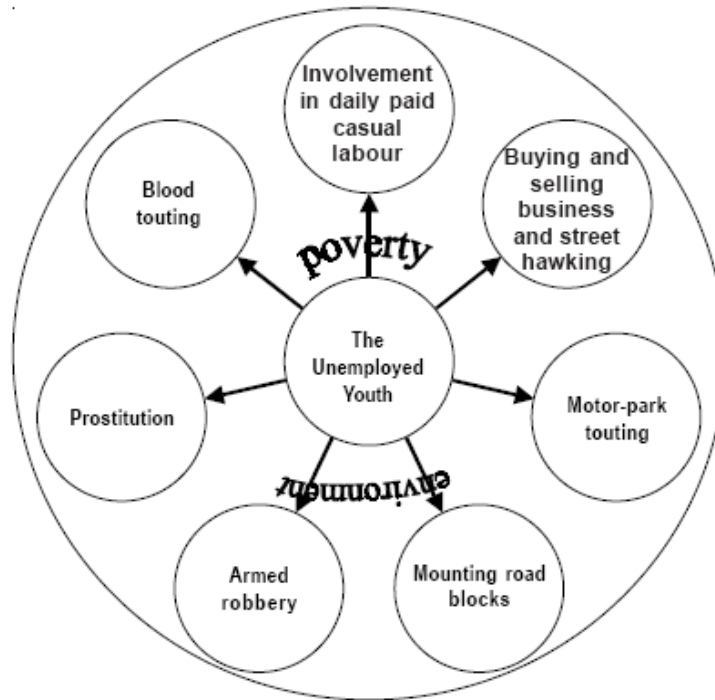 Involvement
in daily paid
casual
labour
Buying and
selling
business
and street
hawking
Blood
touting
poverty
The
Unemployed
Youth
Prostitution
Motor-park
touting
environment
Armed
robbery
Mounting road
blocks